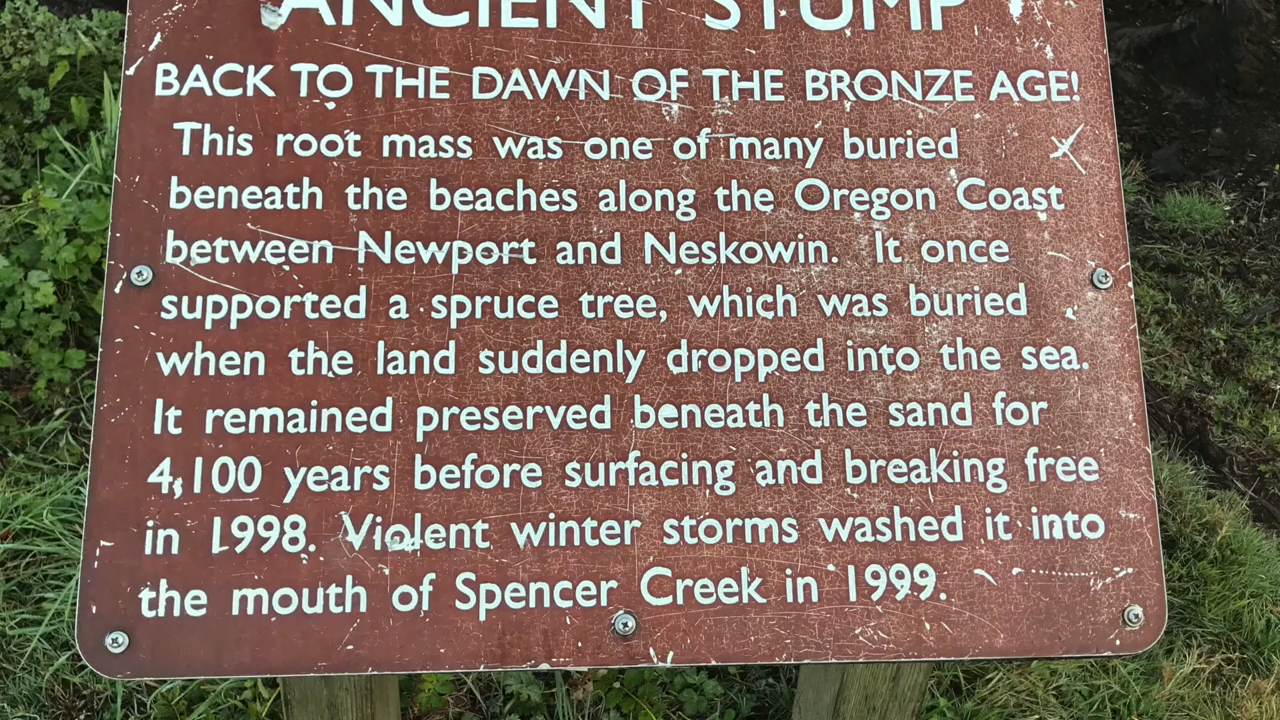 ANCIENT STUMP
BACK TO THE DAWN OF THE BRONZE AGE!
This root mass was one of many buried
beneath the beaches along the Oregon Coast
between Newport and Neskowin. It once
supported a spruce tree, which was buried
when the land suddenly dropped into the sea.
It remained preserved beneath the sand for
4,100 years before surfacing and breaking free
in 1998. Violent winter storms washed it into
the mouth of Spencer Creek in 1999.